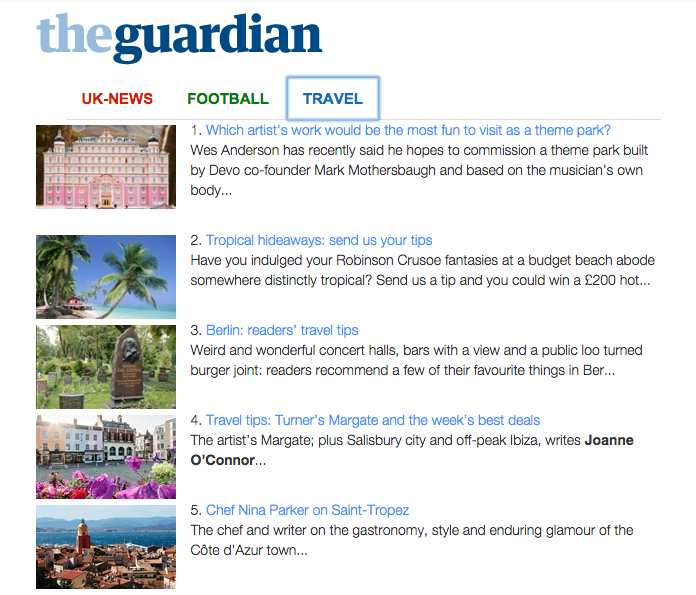 theguardian
UK-NEWS FOOTBALL TRAVEL
1. Which artist's work would be the most fun to visit as a theme park?
Wes Anderson has recently said he hopes to commission a theme park built
by Devo co-founder Mark Mothersbaugh and based on the musician's own
body...
2. Tropical hideaways: send us your tips
Have you indulged your Robinson Crusoe fantasies at a budget beach abode
somewhere distinctly tropical? Send us a tip and you could win a £200 hot...
3. Berlin: readers' travel tips
Weird and wonderful concert halls, bars with a view and a public loo turned
burger joint: readers recommend a few of their favourite things in Ber...
4. Travel tips: Turner's Margate and the week's best deals
The artist's Margate; plus Salisbury city and off-peak Ibiza, writes Joanne
O'Connor...
5. Chef Nina Parker on Saint-Tropez
The chef and writer on the gastronomy, style and enduring glamour of the
Côte d'Azur town...